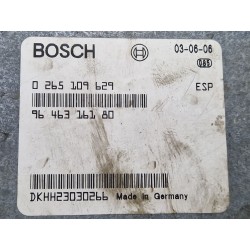 BOSCH 03-06-06
0 265 109 629 ESP
96 463 161 80
DKHH23030266 Made in Germany